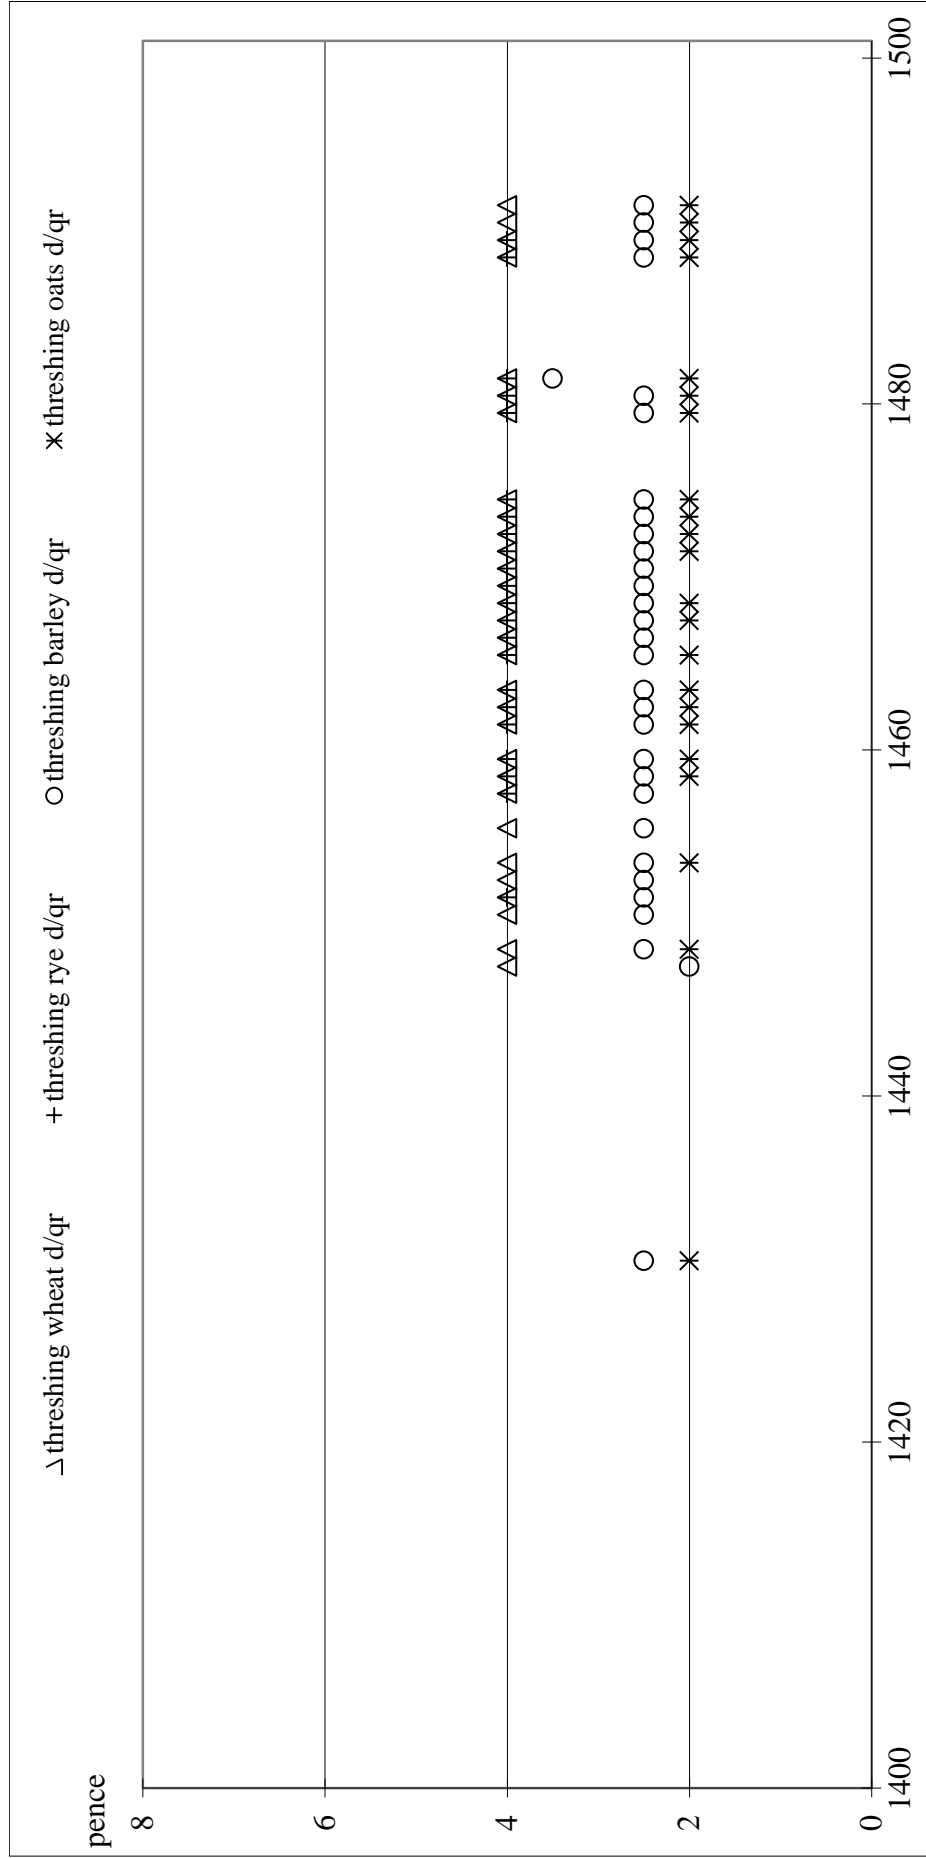 threshing wheat d/qr
threshing rye d/qr
threshing barley d/qr
threshing oats d/qr
pence
8
6
4
2
0
1400
1420
1440
1460
1480
1500